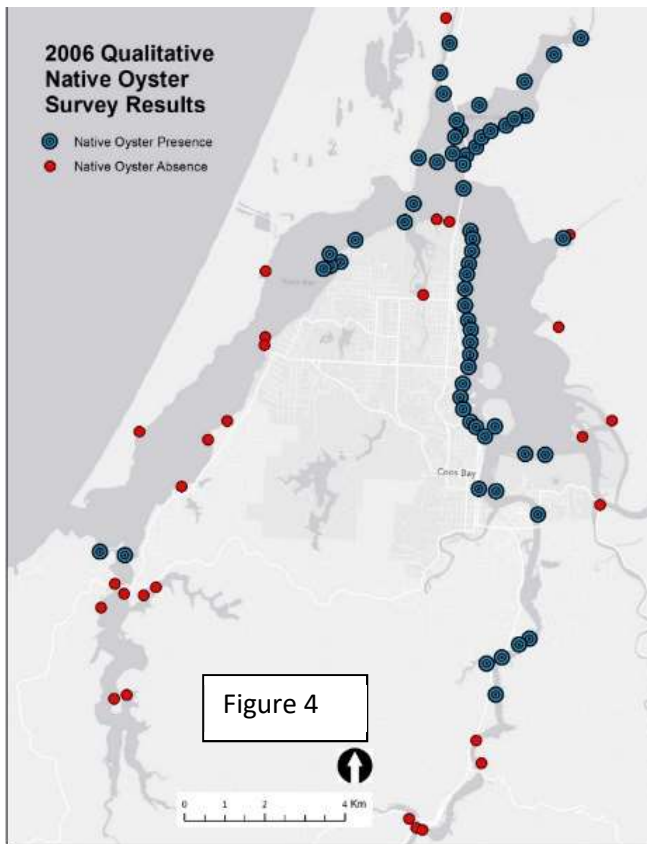 2006 Qualitative
Native Oyster
Survey Results
Native Oyster Presence
Native Oyster Absence
Coos Bay
Figure 4
0 1 2 4 Km